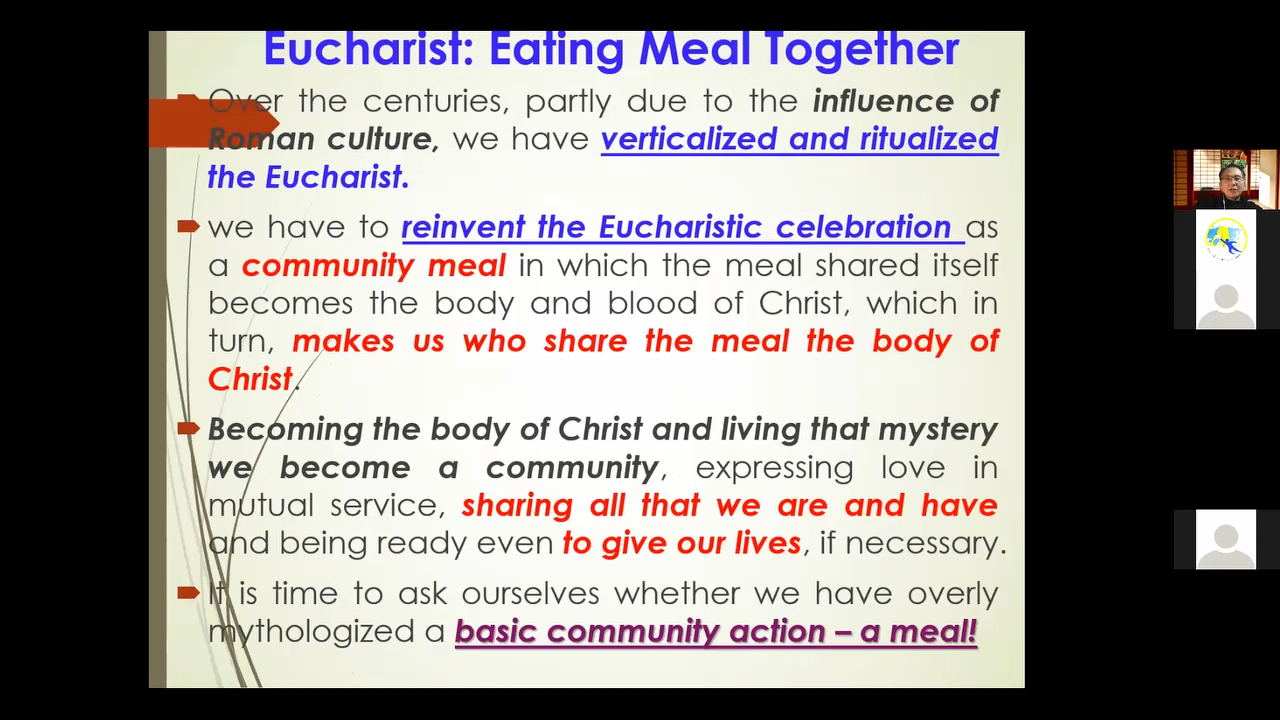 Eucharist: Eating Meal Together
Over the centuries, partly due to the influence of
Roman culture, we have verticalized and ritualized
the Eucharist.
we have to reinvent the Eucharistic celebration as
a community meal in which the meal shared itself
becomes the body and blood of Christ, which in
turn, makes us who share the meal the body of
Christ.
Becoming the body of Christ and living that mystery
we become a community, expressing love in
mutual service, sharing all that we are and have
and being ready even to give our lives, if necessary.
It is time to ask ourselves whether we have overly
mythologized a basic community action – a meal!